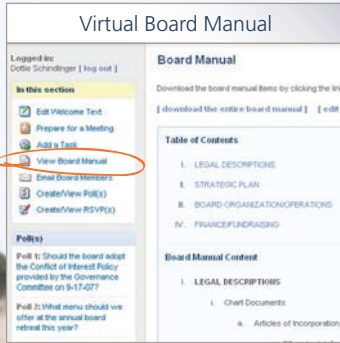 Virtual Board Manual
Logged in:
Dottie Schindlinger [ log out ]
In this section
Edit Welcome Text
Prepare for a Meeting
Add a Task
View Board Manual
Email Board Members
Create/View Poll(s)
Create/View RSVP(s)
Poll(s)
Poll 1: Should the board adopt
the Conflict of Interest Policy
provided by the Governance
Committee on 9-17-07?
Poll 2: What menu should we
offer at the annual board
retreat this year?
Board Manual
Download the board manual items by clicking the lin
[ download the entire board manual ] [ edit
Table of Contents
I. LEGAL DESCRIPTIONS
II. STRATEGIC PLAN
III. BOARD ORGANIZATION/OPERATIONS
IV. FINANCE/FUNDRAISING
Board Manual Content
I. LEGAL DESCRIPTIONS
i. Chart Documents
a. Articles of Incorporation